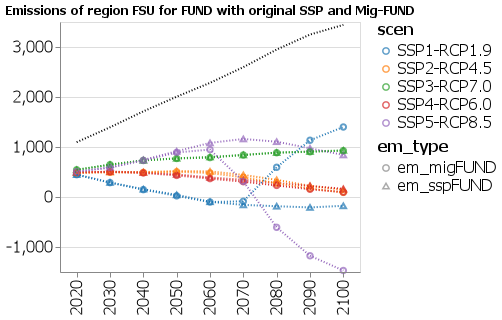 Emissions of region FSU for FUND with original SSP and Mig-FUND
scen
SSP1-RCP1.9
SSP2-RCP4.5
SSP3-RCP7.0
SSP4-RCP6.0
SSP5-RCP8.5
em_type
em_migFUND
em_sspFUND
3,000
2,000
1,000
0
-1,000
2020 2030 2040 2050 2060 2070 2080 2090 2100